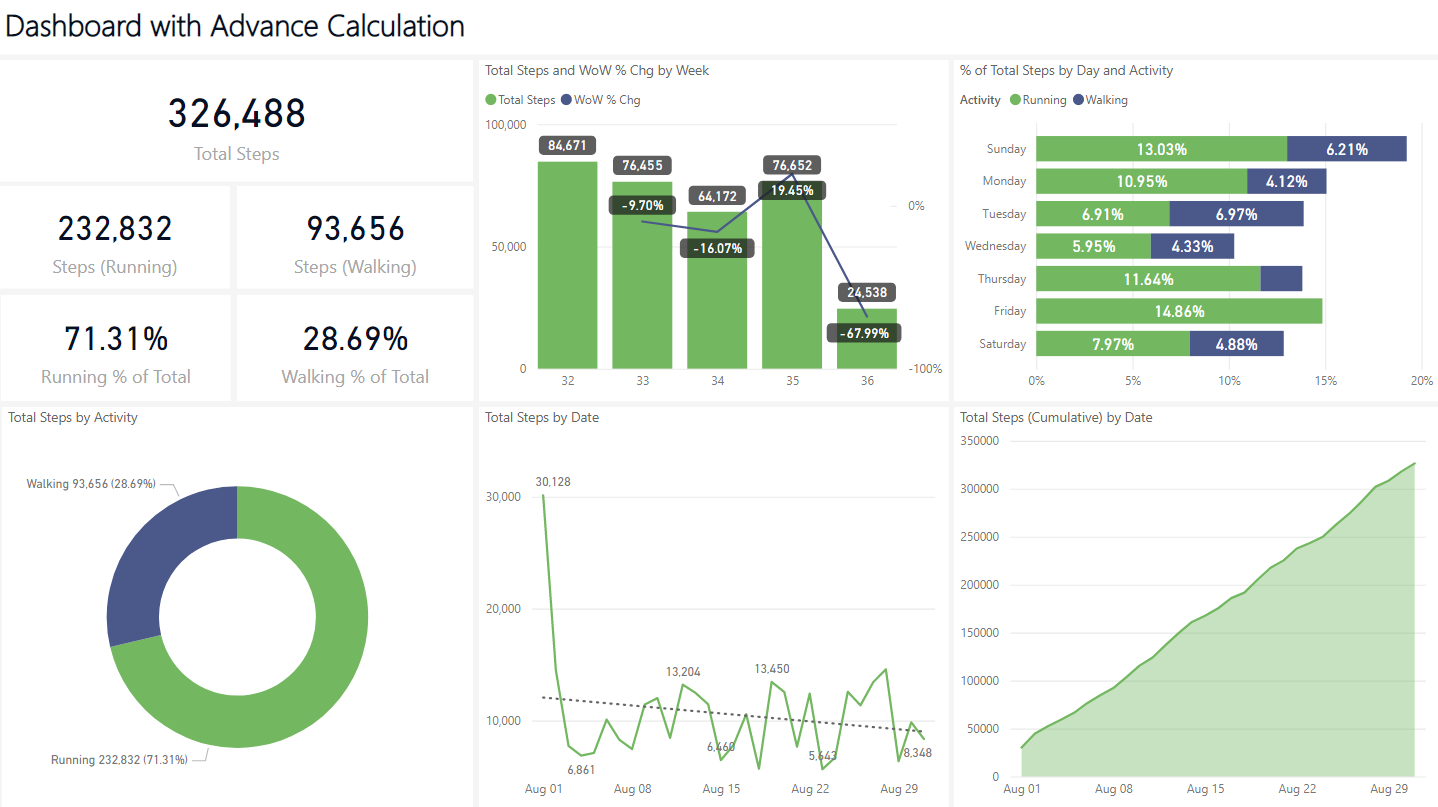 Dashboard with Advance Calculation
326,488
Total Steps
232,832
Steps (Running)
93,656
Steps (Walking)
71.31%
Running % of Total
28.69%
Walking % of Total
Total Steps and WoW % Chg by Week
Total Steps WoW % Chg
100,000
50,000
0
0%
-100%
84,671
76,455
64,172
76,652
24,538
-9.70%
-16.07%
19.45%
-67.99%
32 33 34 35 36
% of Total Steps by Day and Activity
Activity Running Walking
Sunday 13.03% 6.21%
Monday 10.95% 4.12%
Tuesday 6.91% 6.97%
Wednesday 5.95% 4.33%
Thursday 11.64%
Friday 14.86%
Saturday 7.97% 4.88%
0% 5% 10% 15% 20%
Total Steps by Activity
Walking 93,656 (28.69%)
Running 232,832 (71.31%)
Total Steps by Date
30,000
20,000
10,000
30,128
6,861
13,204
6,460
13,450
5,643
8,348
Aug 01 Aug 08 Aug 15 Aug 22 Aug 29
Total Steps (Cumulative) by Date
350000
300000
250000
200000
150000
100000
50000
0
Aug 01 Aug 08 Aug 15 Aug 22 Aug 29